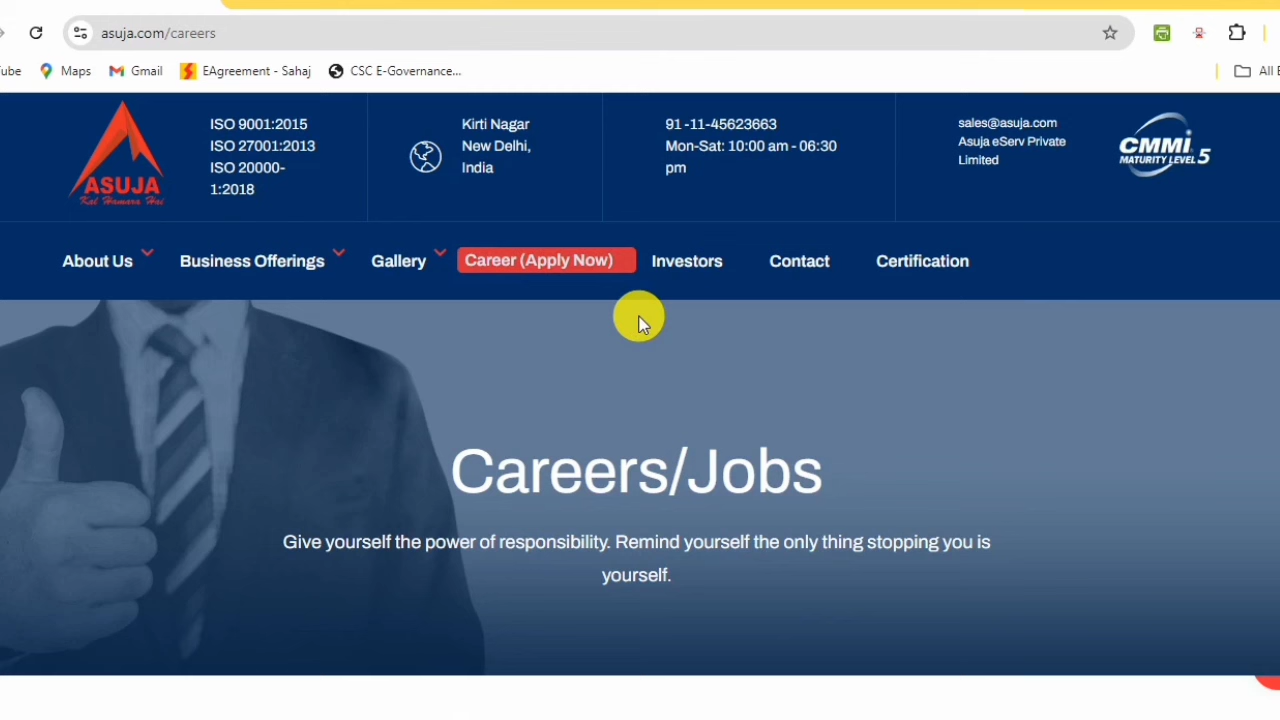 asuja.com/careers
Maps
Gmail
EAgreement - Sahaj
CSC E-Governance...
ASUJA
Kal Hamara Hai
ISO 9001:2015
ISO 27001:2013
ISO 20000-
1:2018
Kirti Nagar
New Delhi,
India
91 -11-45623663
Mon-Sat: 10:00 am - 06:30
pm
sales@asuja.com
Asuja eServ Private
Limited
CMMi
MATURITY LEVEL 5
About Us
Business Offerings
Gallery
Career (Apply Now)
Investors
Contact
Certification
Careers/Jobs
Give yourself the power of responsibility. Remind yourself the only thing stopping you is
yourself.